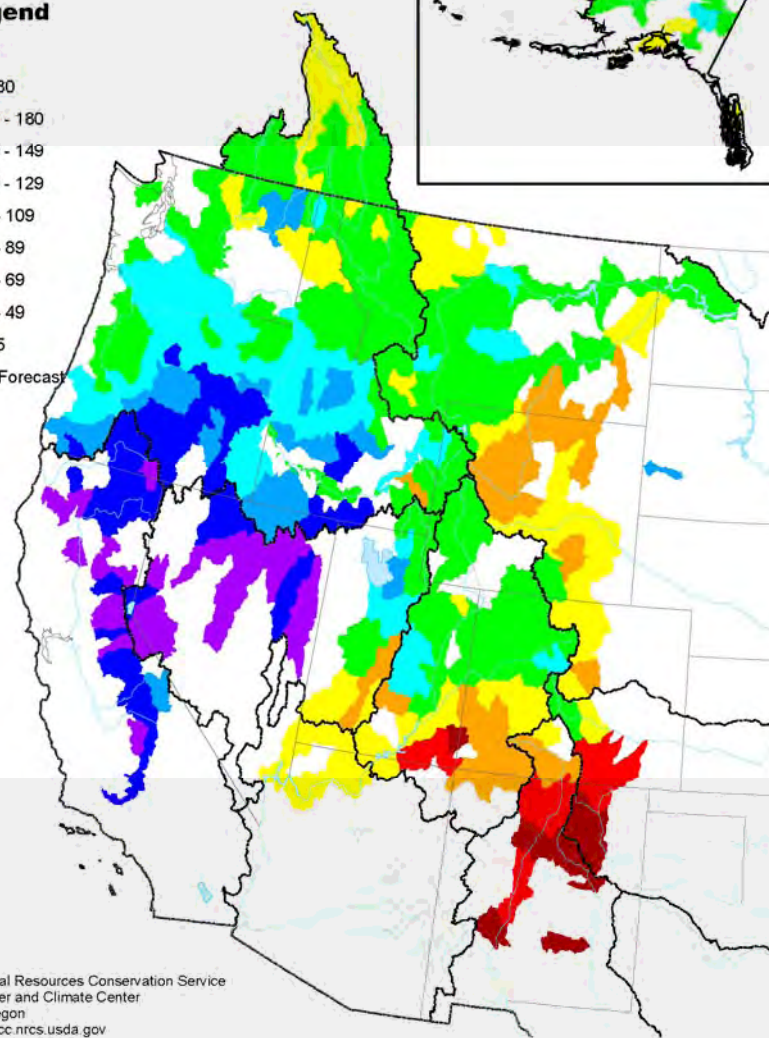 gend
30
- 180
- 149
- 129
109
89
69
49
5
Forecast
al Resources Conservation Service
er and Climate Center
egon
cc.nrcs.usda.gov